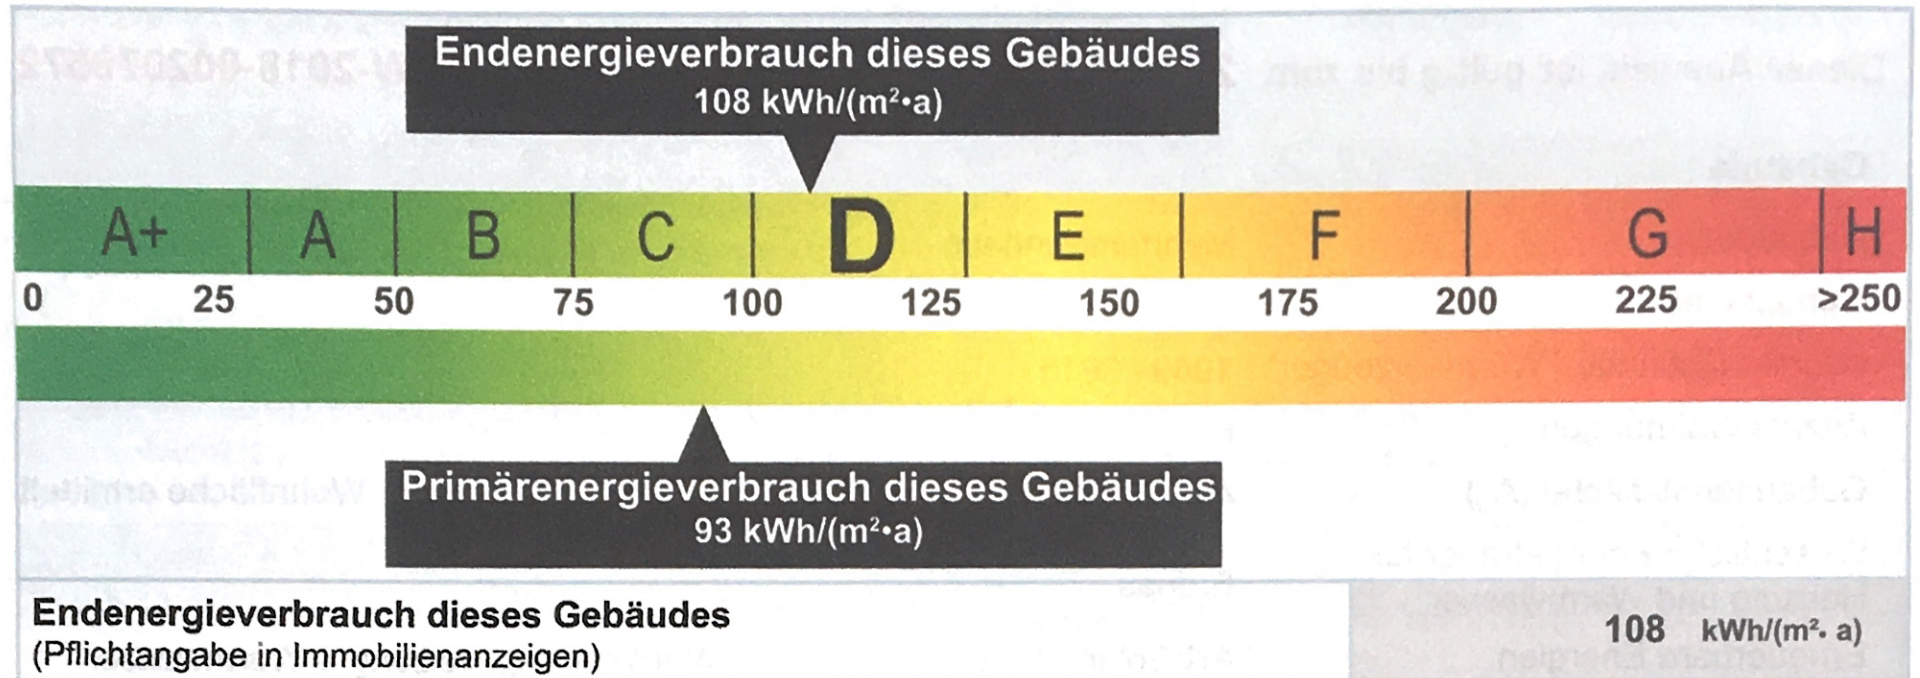 Endenergieverbrauch dieses Gebäudes
108 kWh/(m²•a)
A+ A B C D E F G H
0 25 50 75 100 125 150 175 200 225 >250
Primärenergieverbrauch dieses Gebäudes
93 kWh/(m²•a)
Endenergieverbrauch dieses Gebäudes
(Pflichtangabe in Immobilienanzeigen)
108 kWh/(m²• a)